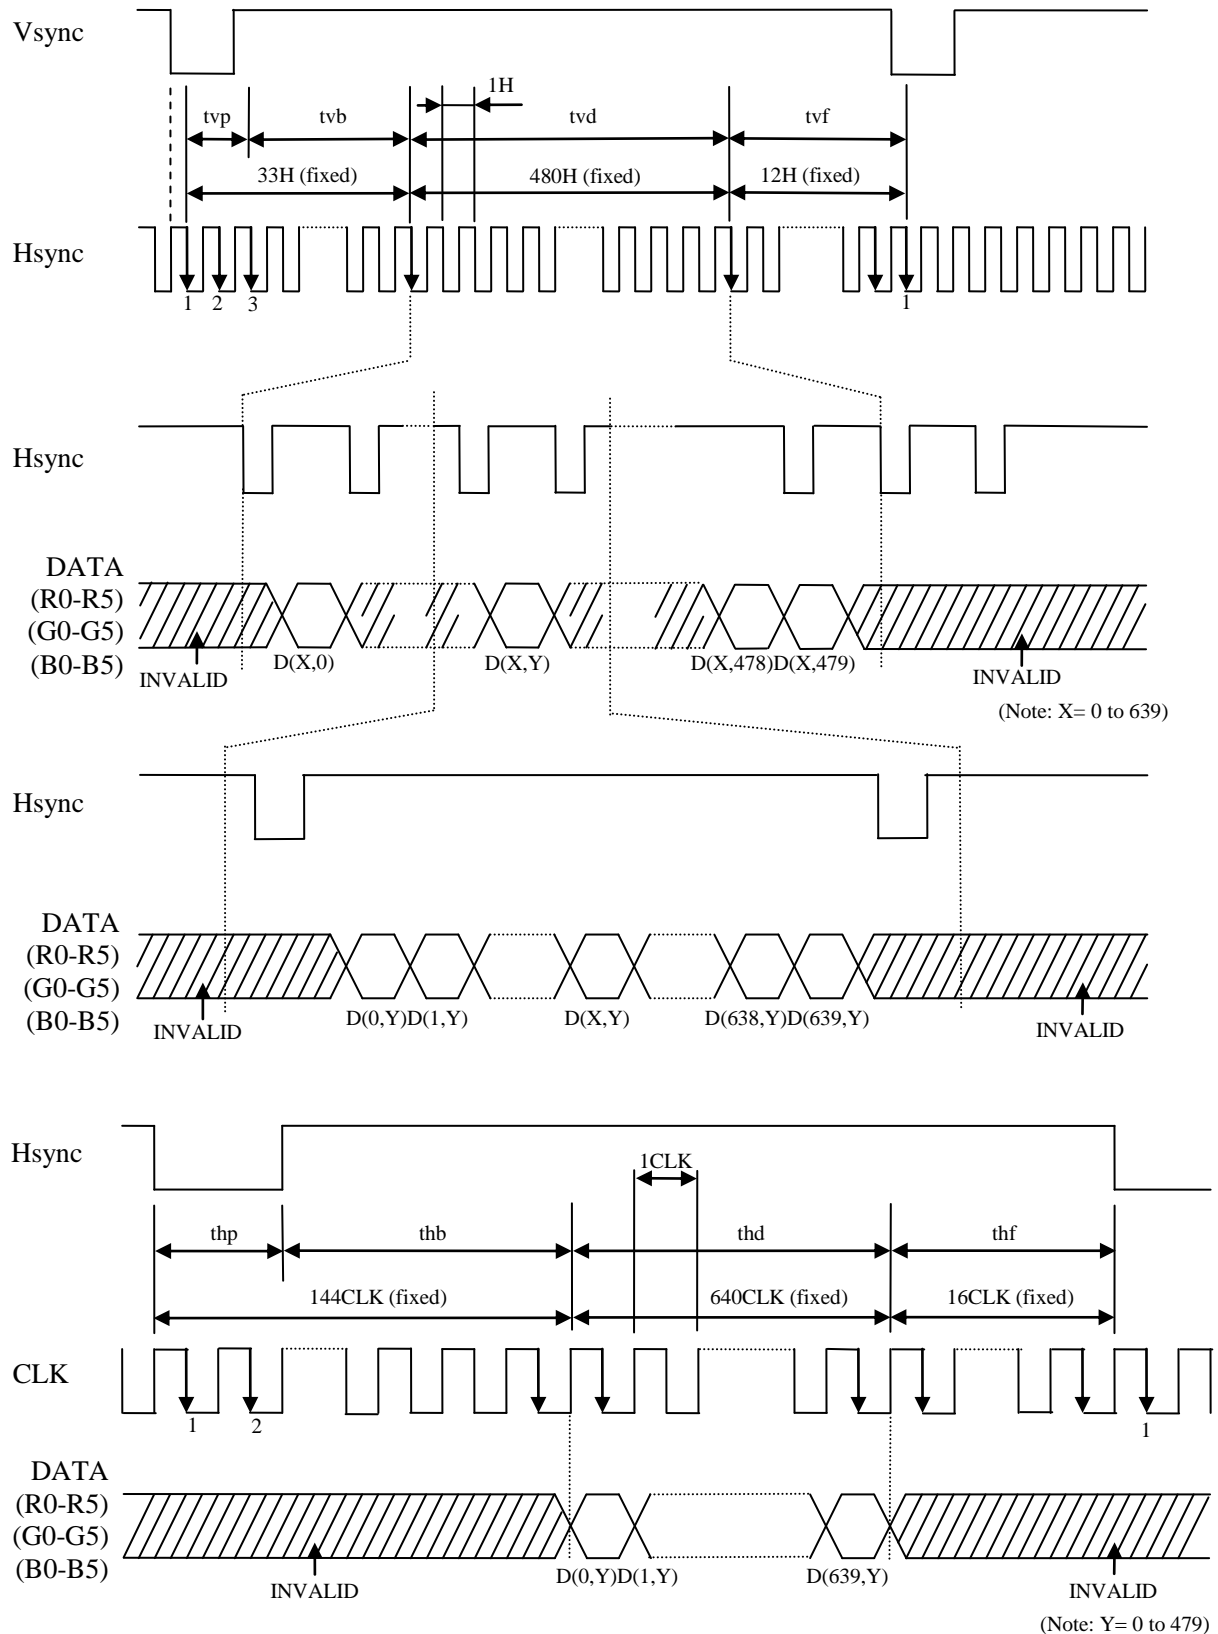 Vsync
1H
tvp tvb tvd tvf
33H (fixed) 480H (fixed) 12H (fixed)
Hsync
1 2 3 1
Hsync
DATA
(R0-R5)
(G0-G5)
(B0-B5)
D(X,0) D(X,Y) D(X,478)D(X,479)
INVALID INVALID
(Note: X= 0 to 639)
Hsync
DATA
(R0-R5)
(G0-G5)
(B0-B5)
D(0,Y)D(1,Y) D(X,Y) D(638,Y)D(639,Y)
INVALID INVALID
Hsync
1CLK
thp thb thd thf
144CLK (fixed) 640CLK (fixed) 16CLK (fixed)
CLK
1 2 1
DATA
(R0-R5)
(G0-G5)
(B0-B5)
D(0,Y)D(1,Y) D(639,Y)
INVALID INVALID
(Note: Y= 0 to 479)